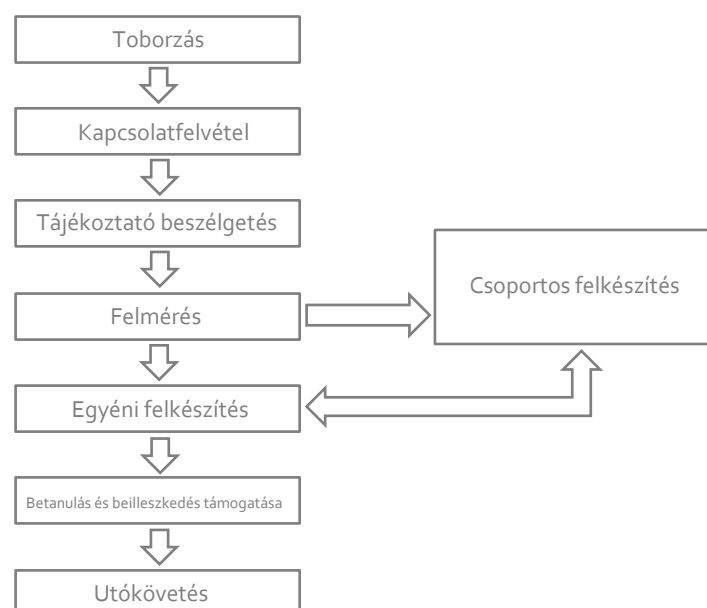 Toborzás
Kapcsolatfelvétel
Tájékoztató beszélgetés
Csoportos felkészítés
Felmérés
Egyéni felkészítés
Betanulás és beilleszkedés támogatása
Utókövetés